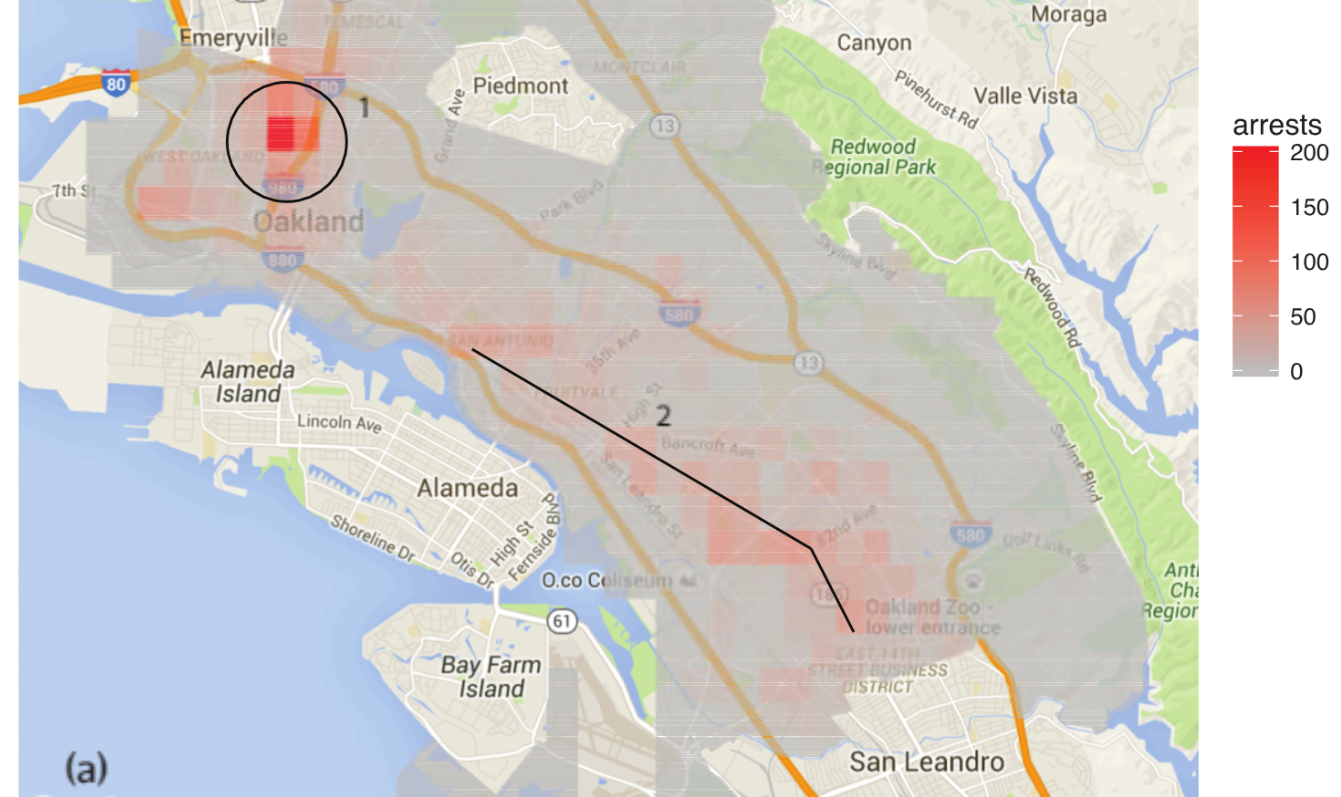 TEMESCAL
Moraga
Emeryville
Canyon
MONTCLAIR
80
580
Piedmont
Pinehurst Rd
Valle Vista
1
Grand Ave
13
arrests
200
150
100
50
0
WEST OAKLAND
Redwood
Regional Park
7th St
980
Park Blvd
Oakland
Skyline Blvd
880
Redwood Rd
580
SAN ANTONIO
35th Ave
13
Alameda
Island
FRUITVALE
High St
2
Lincoln Ave
Bancroft Ave
Skyline Blvd
San Leandro St
Alameda
Fernside Blvd
High St
Shoreline Dr
Otis Dr
82nd Ave
580
Golf Links Rd
O.co Coliseum
185
Oakland Zoo -
lower entrance
61
Bay Farm
Island
EAST 14TH
STREET BUSINESS
DISTRICT
San Leandro
(a)